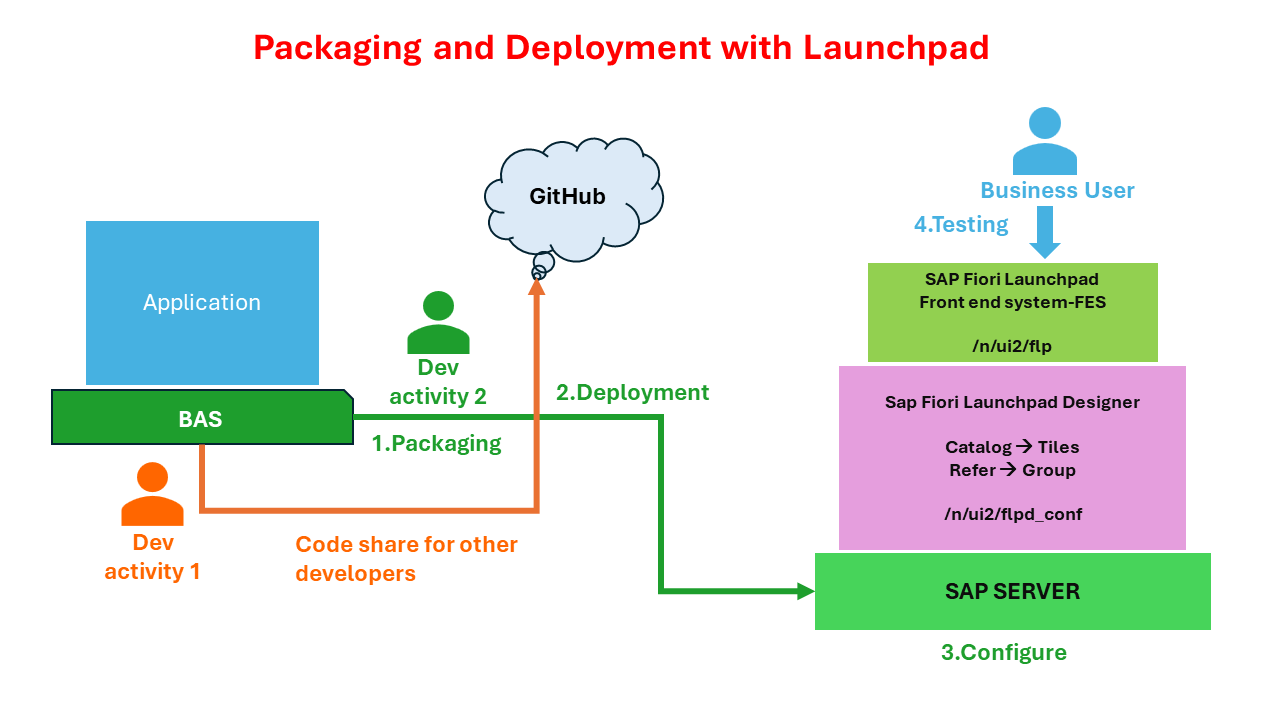 Packaging and Deployment with Launchpad
GitHub
Application
BAS
Dev
activity 2
1.Packaging
2.Deployment
Dev
activity 1
Code share for other
developers
Business User
4.Testing
SAP Fiori Launchpad
Front end system-FES
/n/ui2/flp
Sap Fiori Launchpad Designer
Catalog → Tiles
Refer → Group
/n/ui2/flpd_conf
SAP SERVER
3.Configure